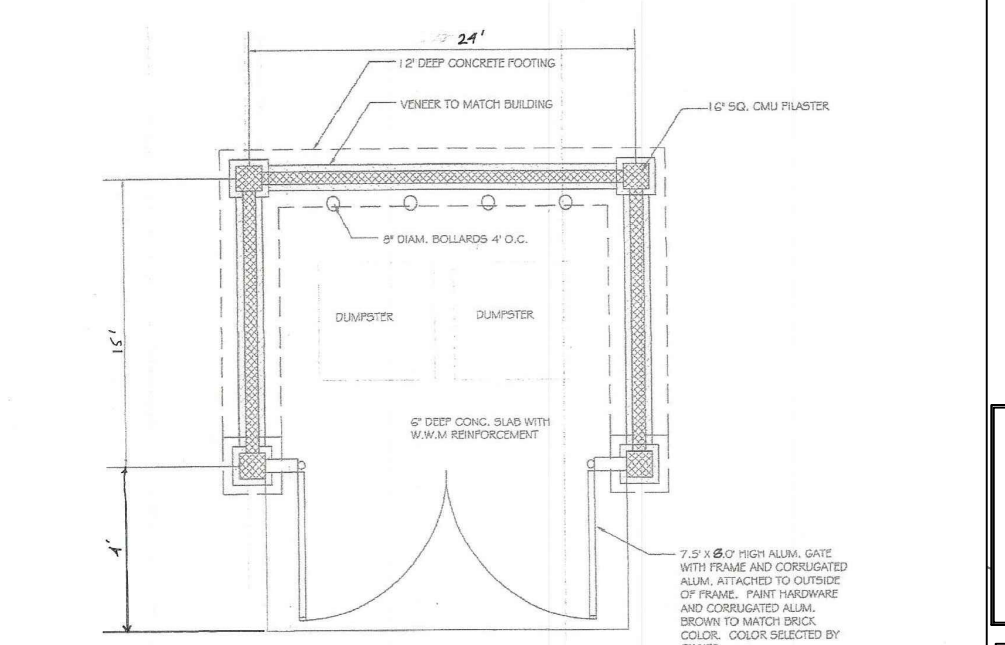 24'
12' DEEP CONCRETE FOOTING
VENEER TO MATCH BUILDING
16" SQ. CMU PILASTER
8" DIAM. BOLLARDS 4' O.C.
15'
DUMPSTER
DUMPSTER
6" DEEP CONC. SLAB WITH
W.W.M REINFORCEMENT
4'
7.5' X 8.0' HIGH ALUM. GATE
WITH FRAME AND CORRUGATED
ALUM. ATTACHED TO OUTSIDE
OF FRAME. PAINT HARDWARE
AND CORRUGATED ALUM.
BROWN TO MATCH BRICK
COLOR. COLOR SELECTED BY